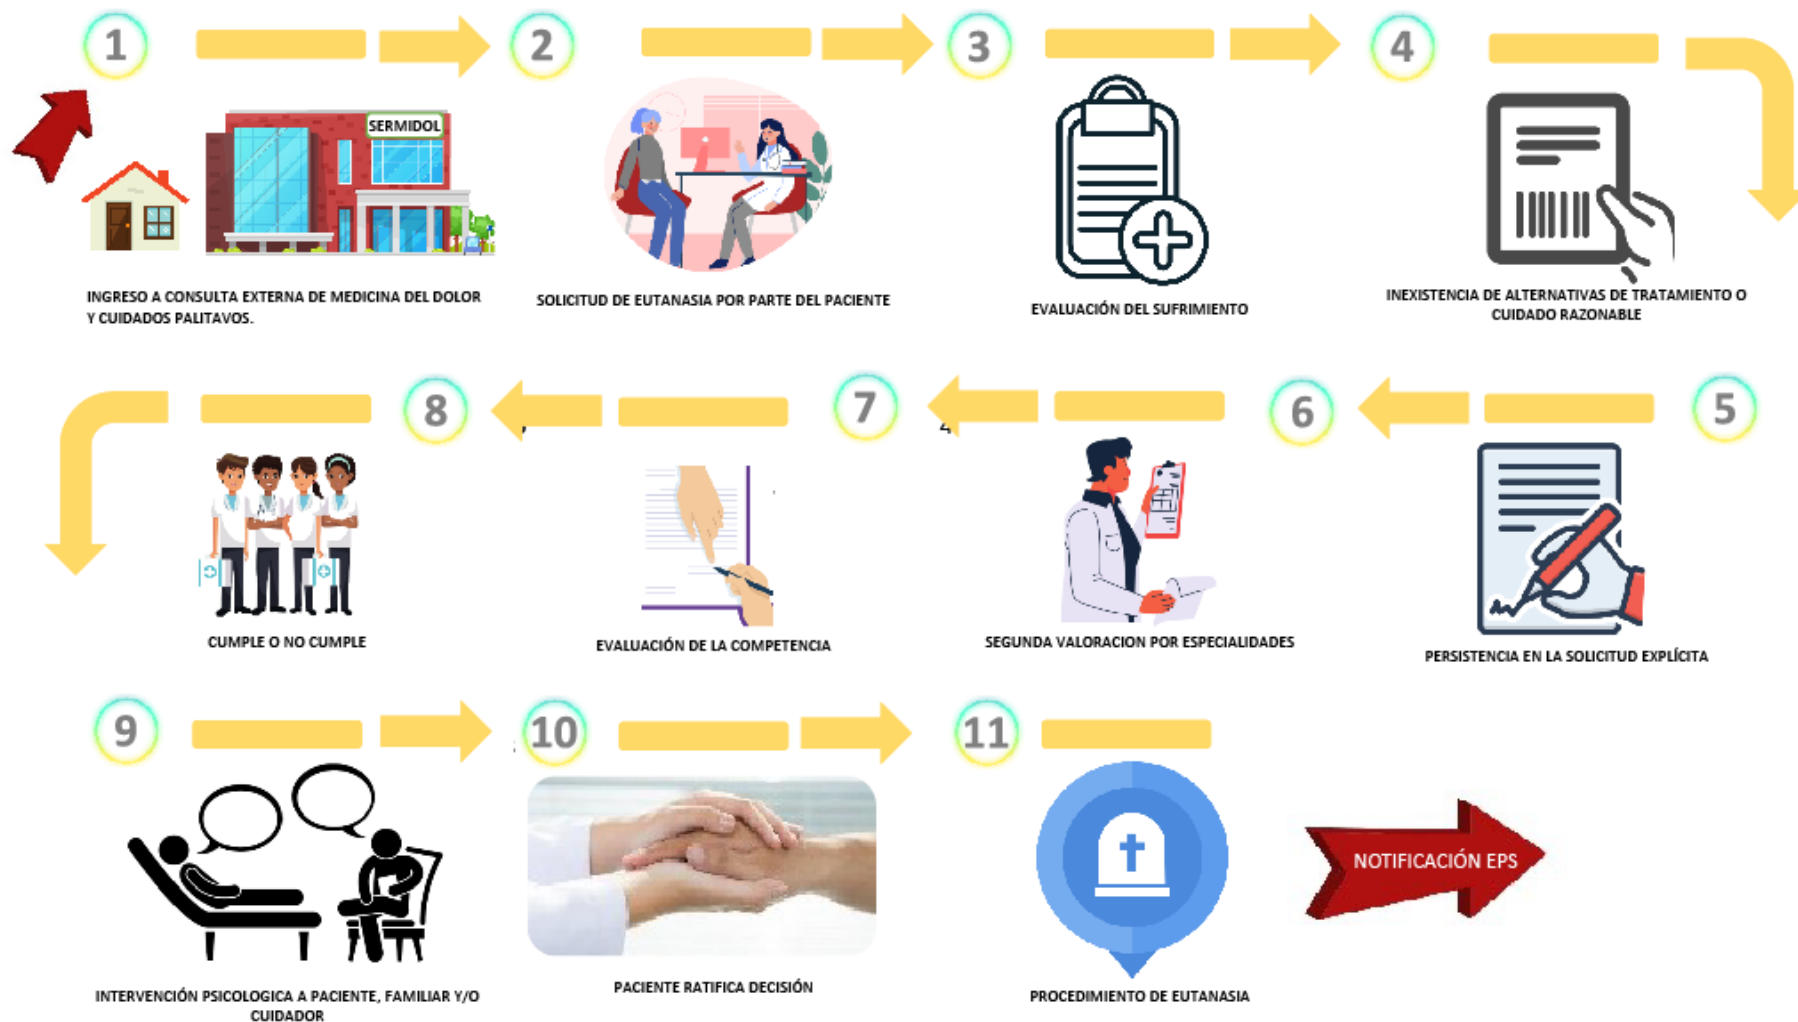 1
2
3
4
SERMIDOL
INGRESO A CONSULTA EXTERNA DE MEDICINA DEL DOLOR
Y CUIDADOS PALITAVOS.
SOLICITUD DE EUTANASIA POR PARTE DEL PACIENTE
EVALUACIÓN DEL SUFRIMIENTO
INEXISTENCIA DE ALTERNATIVAS DE TRATAMIENTO O
CUIDADO RAZONABLE
8
7
6
5
CUMPLE O NO CUMPLE
EVALUACIÓN DE LA COMPETENCIA
SEGUNDA VALORACION POR ESPECIALIDADES
PERSISTENCIA EN LA SOLICITUD EXPLÍCITA
9
10
11
NOTIFICACIÓN EPS
INTERVENCIÓN PSICOLOGICA A PACIENTE, FAMILIAR Y/O
CUIDADOR
PACIENTE RATIFICA DECISIÓN
PROCEDIMIENTO DE EUTANASIA